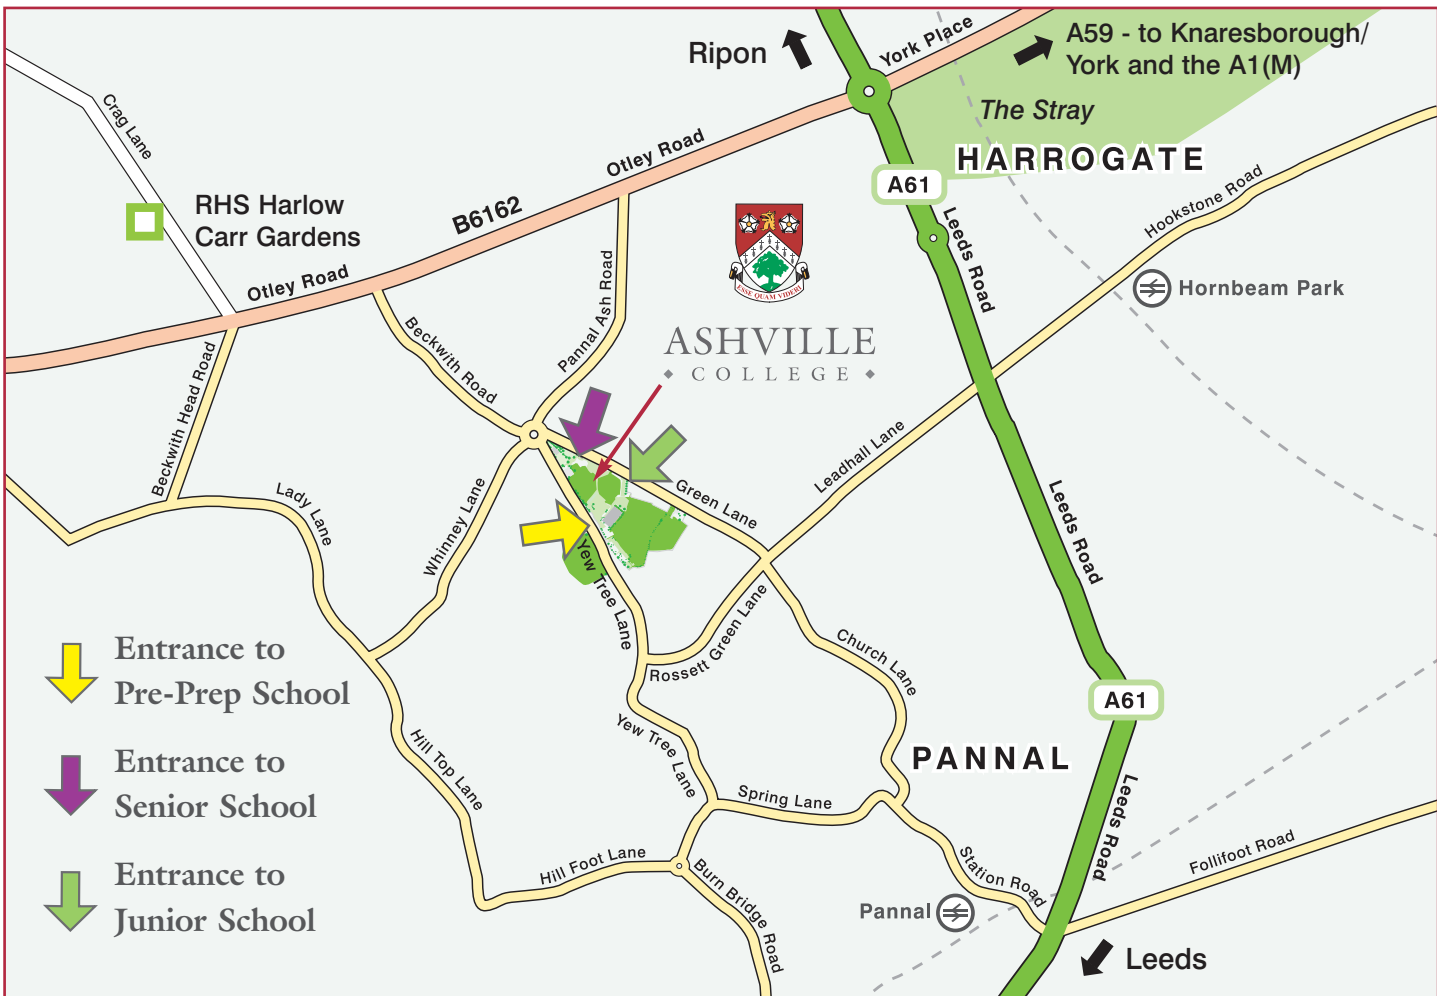 Ripon
York Place
A59 - to Knaresborough/
York and the A1(M)
The Stray
HARROGATE
Crag Lane
Otley Road
A61
Hookstone Road
RHS Harlow
Carr Gardens
B6162
ESSE QUAM VIDERI
Leeds Road
Otley Road
Pannal Ash Road
Hornbeam Park
ASHVILLE
COLLEGE
Beckwith Road
Beckwith Head Road
Leadhall Lane
Lady Lane
Whinney Lane
Green Lane
Leeds Road
Yew Tree Lane
Rossett Green Lane
Church Lane
Entrance to
Pre-Prep School
A61
Hill Top Lane
Yew Tree Lane
PANNAL
Entrance to
Senior School
Spring Lane
Leeds Road
Hill Foot Lane
Burn Bridge Road
Station Road
Follifoot Road
Entrance to
Junior School
Pannal
Leeds